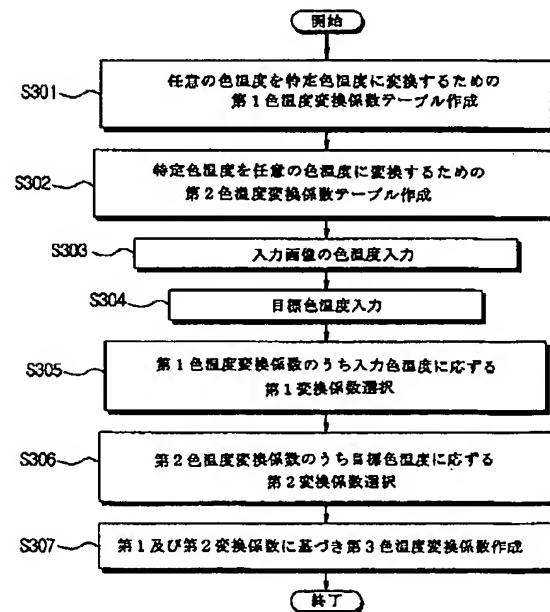 開始
S301
任意の色温度を特定色温度に変換するための
第1色温度変換係数テーブル作成
S302
特定色温度を任意の色温度に変換するための
第2色温度変換係数テーブル作成
S303
入力画像の色温度入力
S304
目標色温度入力
S305
第1色温度変換係数のうち入力色温度に応ずる
第1変換係数選択
S306
第2色温度変換係数のうち目標色温度に応ずる
第2変換係数選択
S307
第1及び第2変換係数に基づき第3色温度変換係数作成
終了